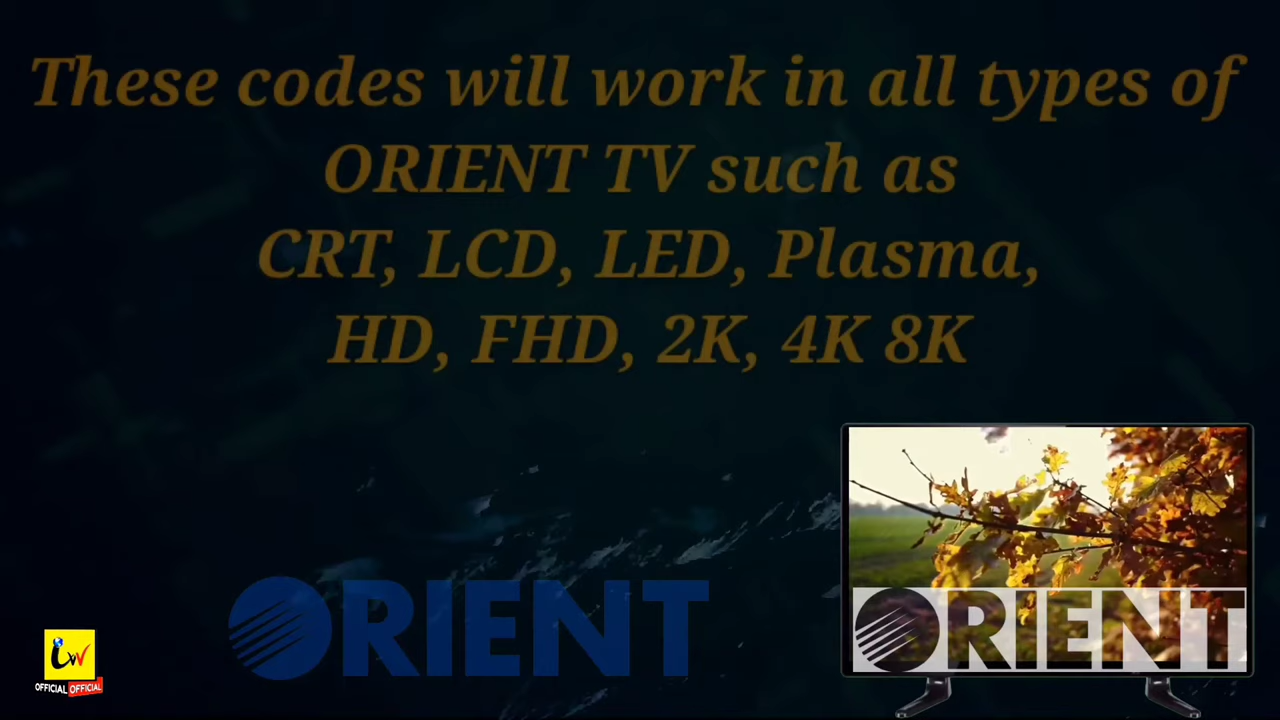 These codes will work in all types of
ORIENT TV such as
CRT, LCD, LED, Plasma,
HD, FHD, 2K, 4K 8K
ORIENT
ORIENT
iw
OFFICIAL OFFICIAL